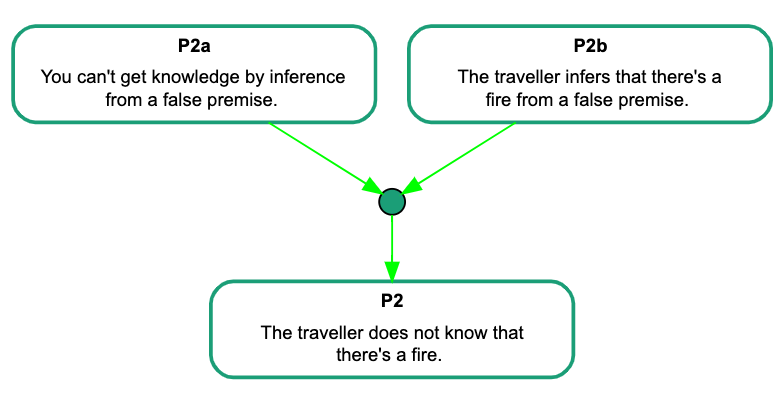 P2a
You can't get knowledge by inference
from a false premise.
P2b
The traveller infers that there's a
fire from a false premise.
P2
The traveller does not know that
there's a fire.